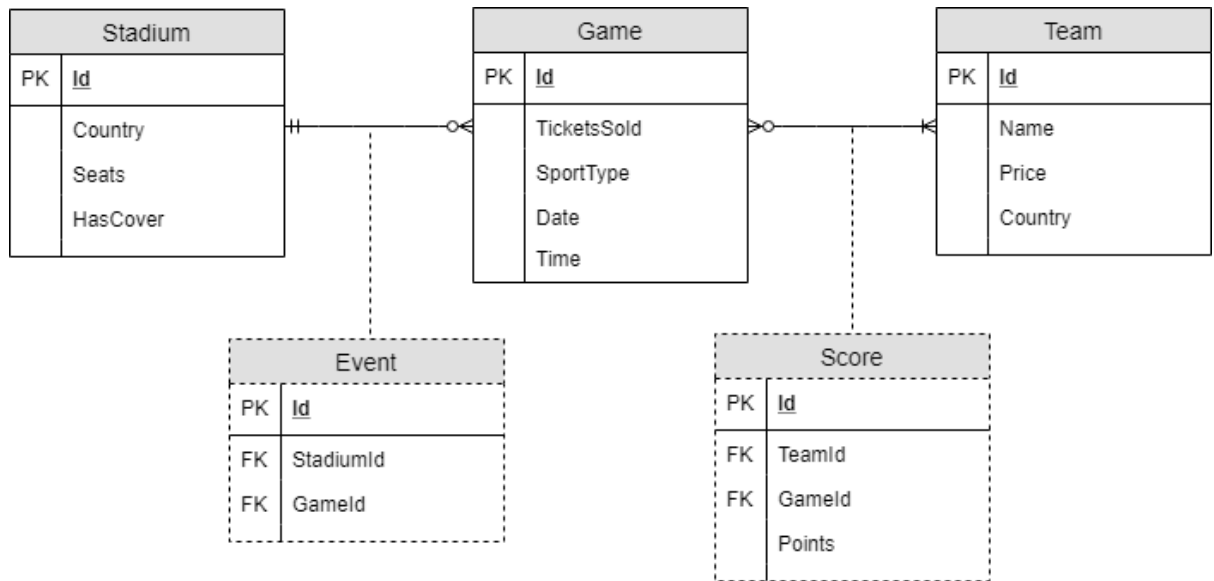 Stadium
PK Id
Country
Seats
HasCover
Game
PK Id
TicketsSold
SportType
Date
Time
Team
PK Id
Name
Price
Country
Event
PK Id
FK StadiumId
FK GameId
Score
PK Id
FK TeamId
FK GameId
Points